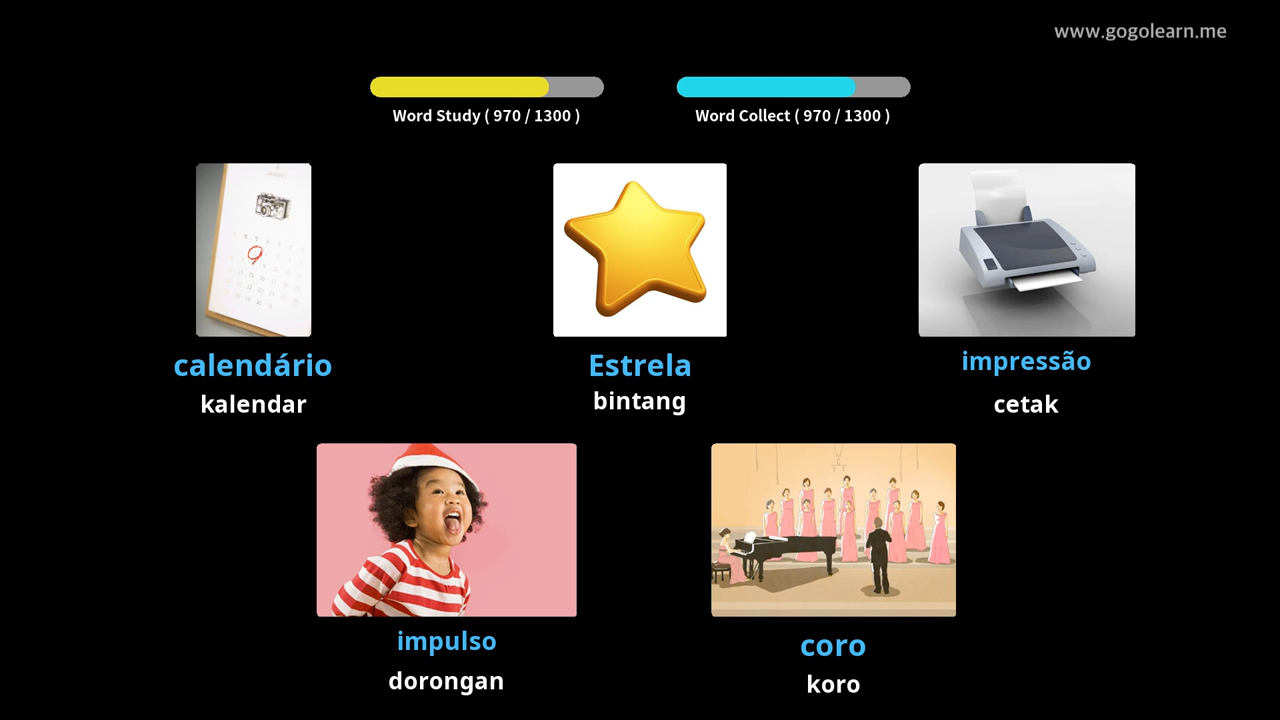 www.gogolearn.me
Word Study ( 970 / 1300 )
Word Collect ( 970 / 1300 )
calendário
Estrela
impressão
kalendar
bintang
cetak
impulso
coro
dorongan
koro